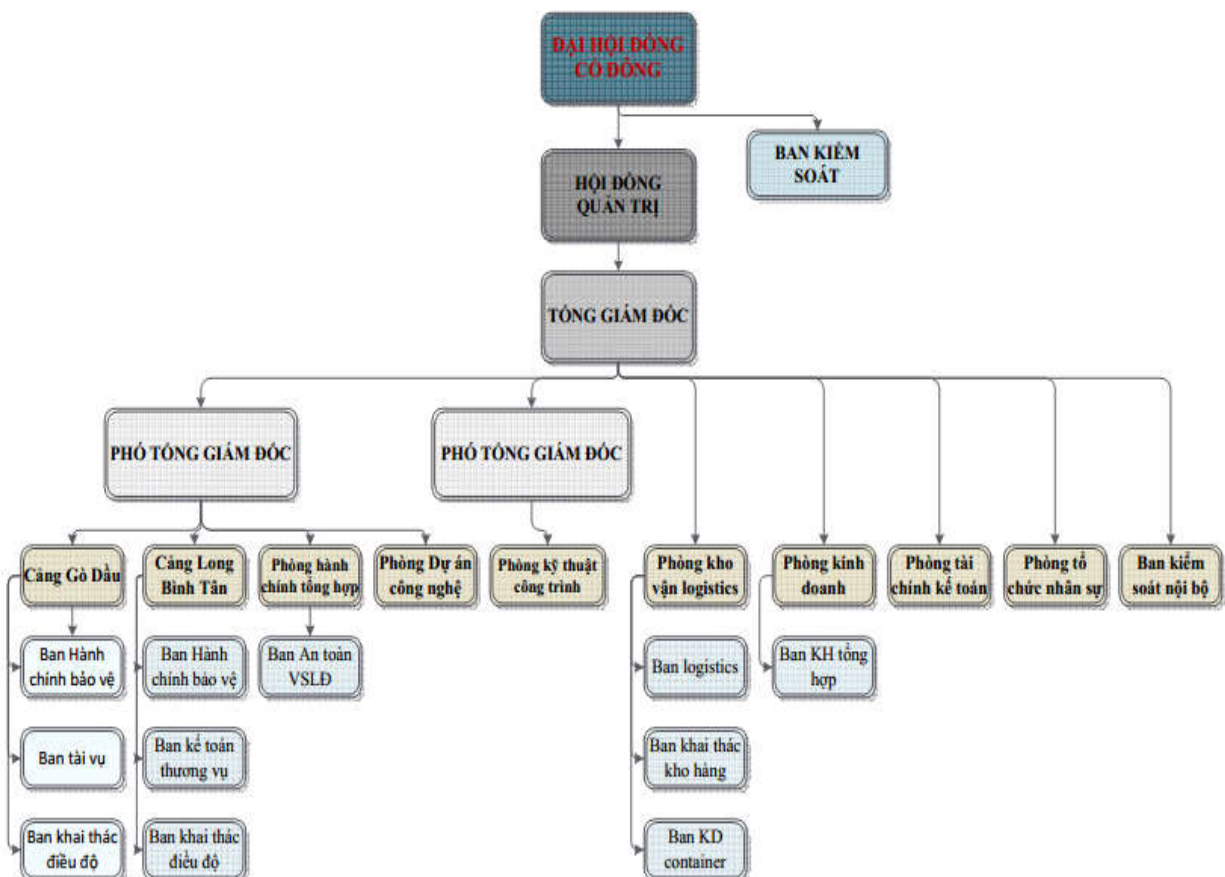 ĐẠI HỘI ĐỒNG
CỔ ĐÔNG
BAN KIỂM
SOÁT
HỘI ĐỒNG
QUẢN TRỊ
TỔNG GIÁM ĐỐC
PHÓ TỔNG GIÁM ĐỐC
PHÓ TỔNG GIÁM ĐỐC
Cảng Gò Dầu
Cảng Long
Bình Tân
Phòng hành
chính tổng hợp
Phòng Dự án
công nghệ
Phòng kỹ thuật
công trình
Phòng kho
vận logistics
Phòng kinh
doanh
Phòng tài
chính kế toán
Phòng tổ
chức nhân sự
Ban kiểm
soát nội bộ
Ban Hành
chính bảo vệ
Ban Hành
chính bảo vệ
Ban An toàn
VSLĐ
Ban logistics
Ban KH tổng
hợp
Ban tài vụ
Ban kế toán
thương vụ
Ban khai thác
kho hàng
Ban khai thác
điều độ
Ban khai thác
điều độ
Ban KD
container